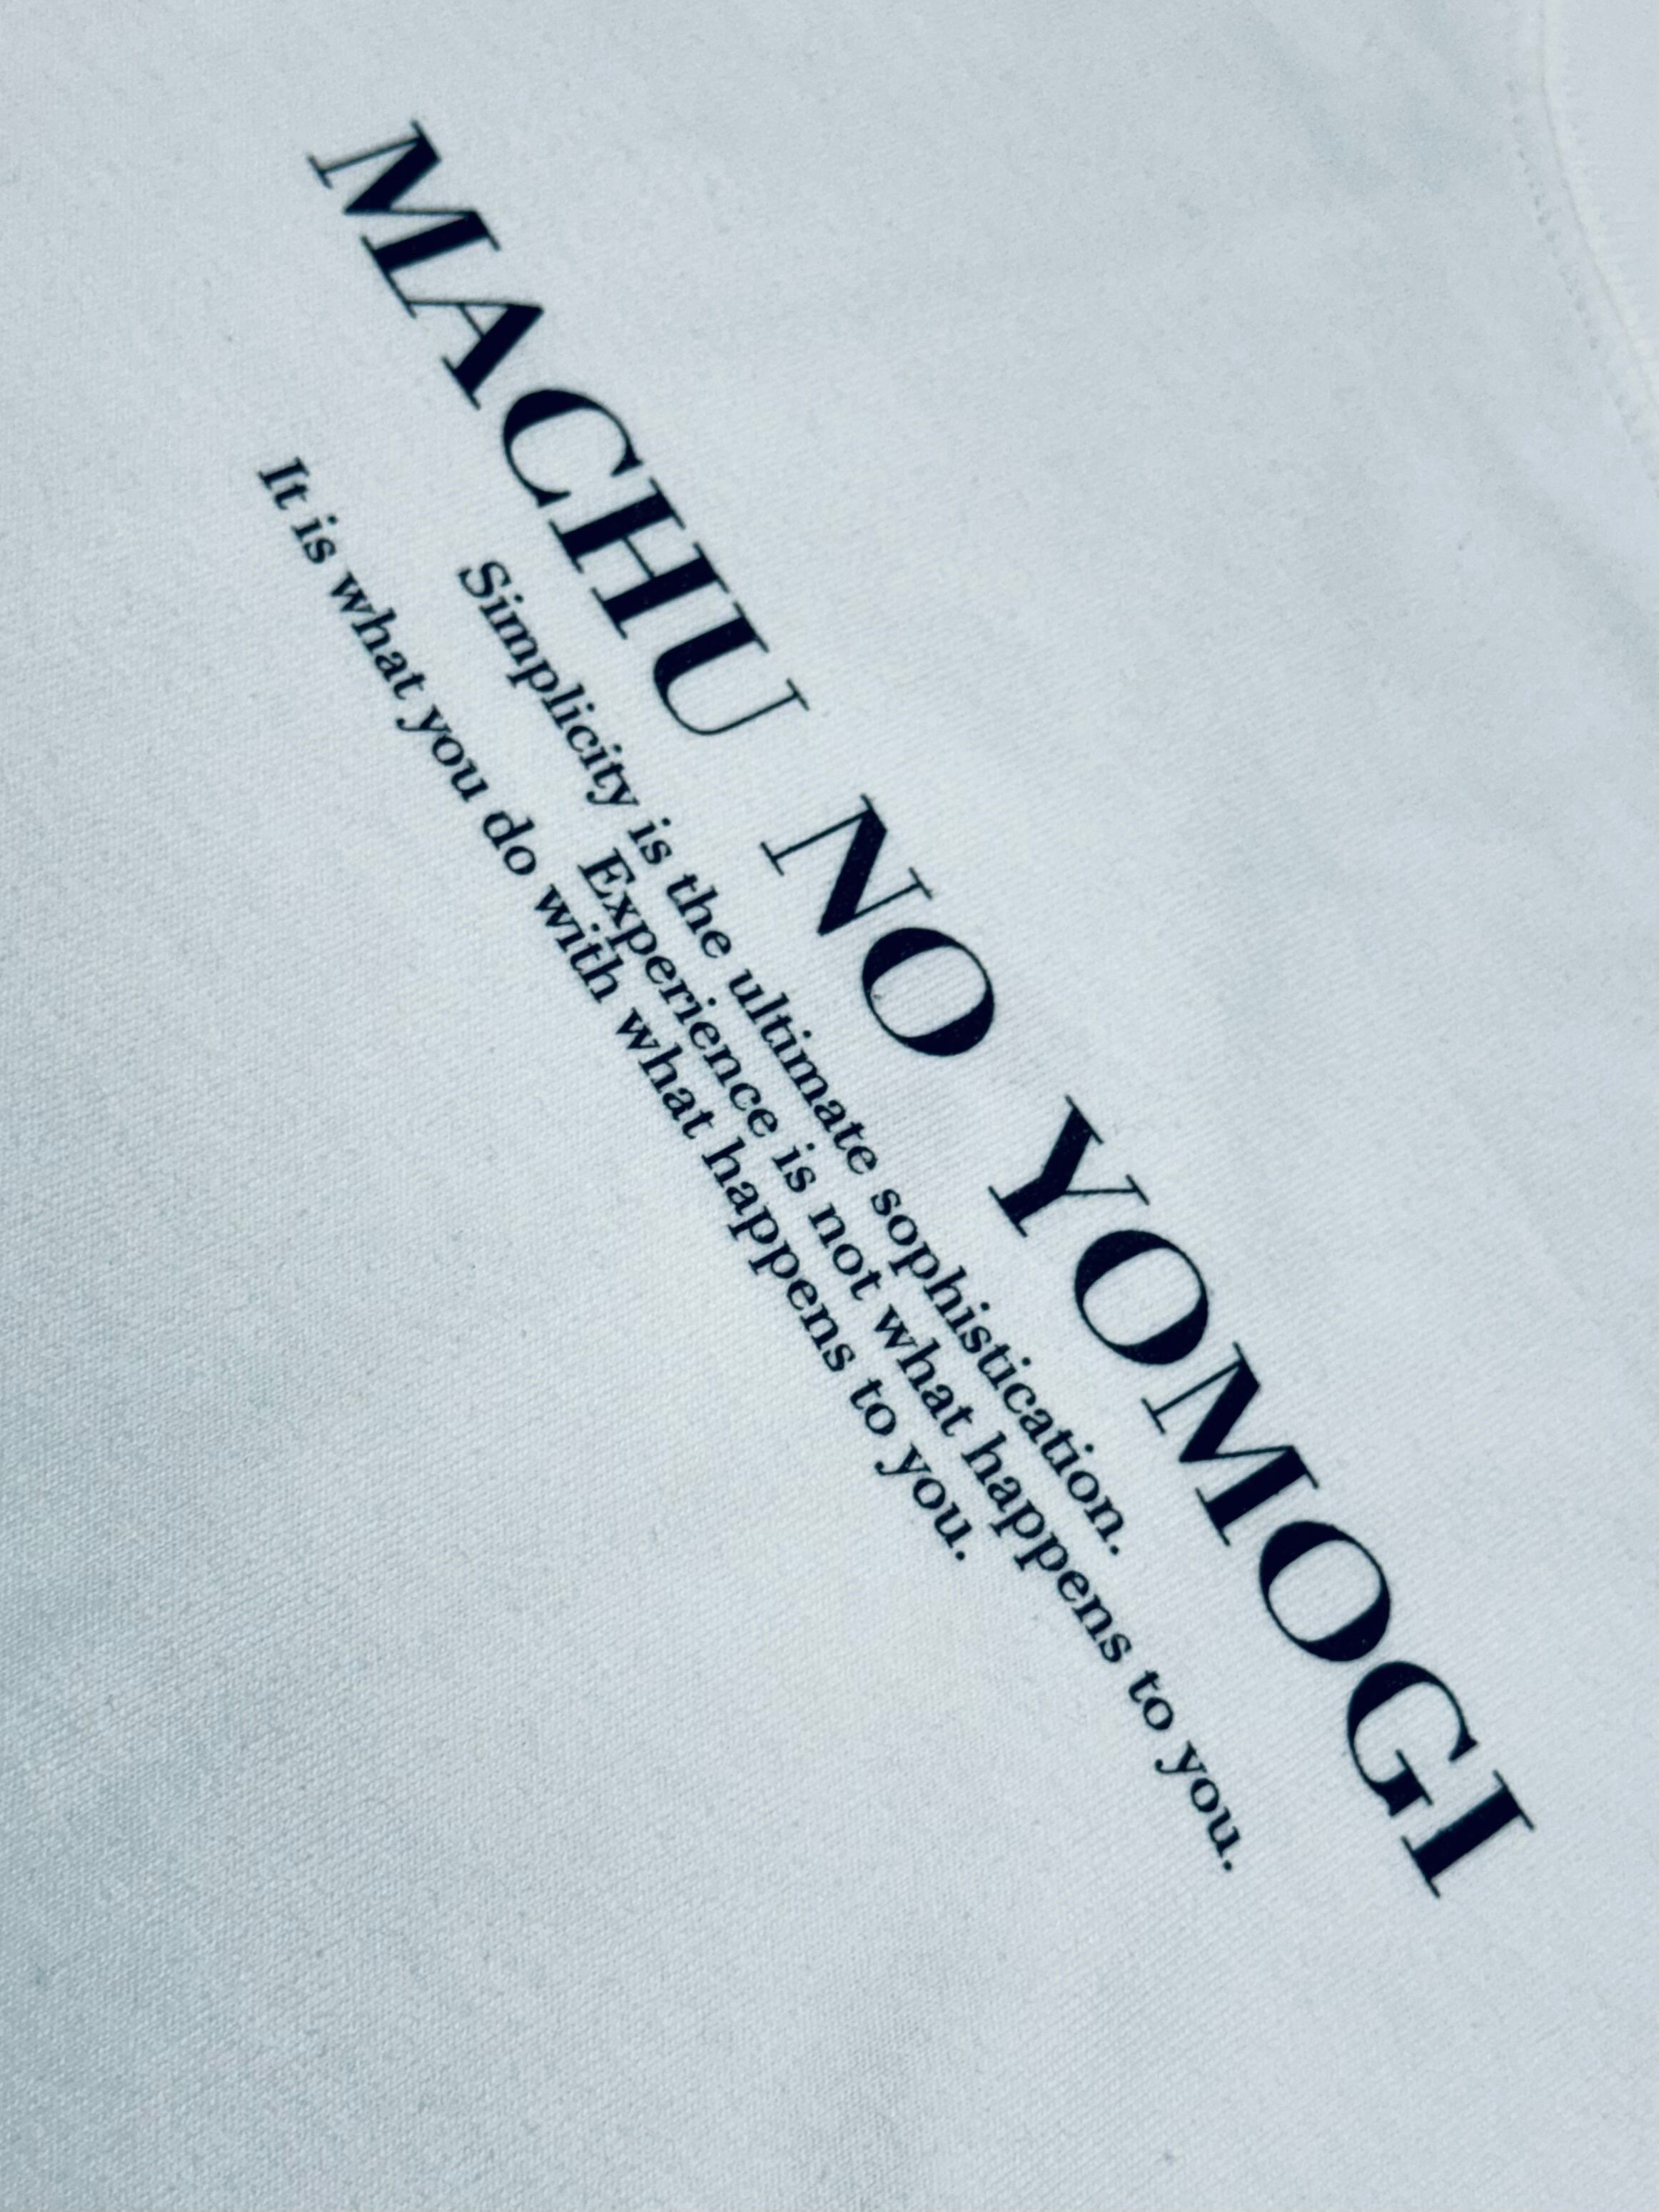 MACHU NO YOMOGI
Simplicity is the ultimate sophistication.
Experience is not what happens to you.
It is what you do with what happens to you.